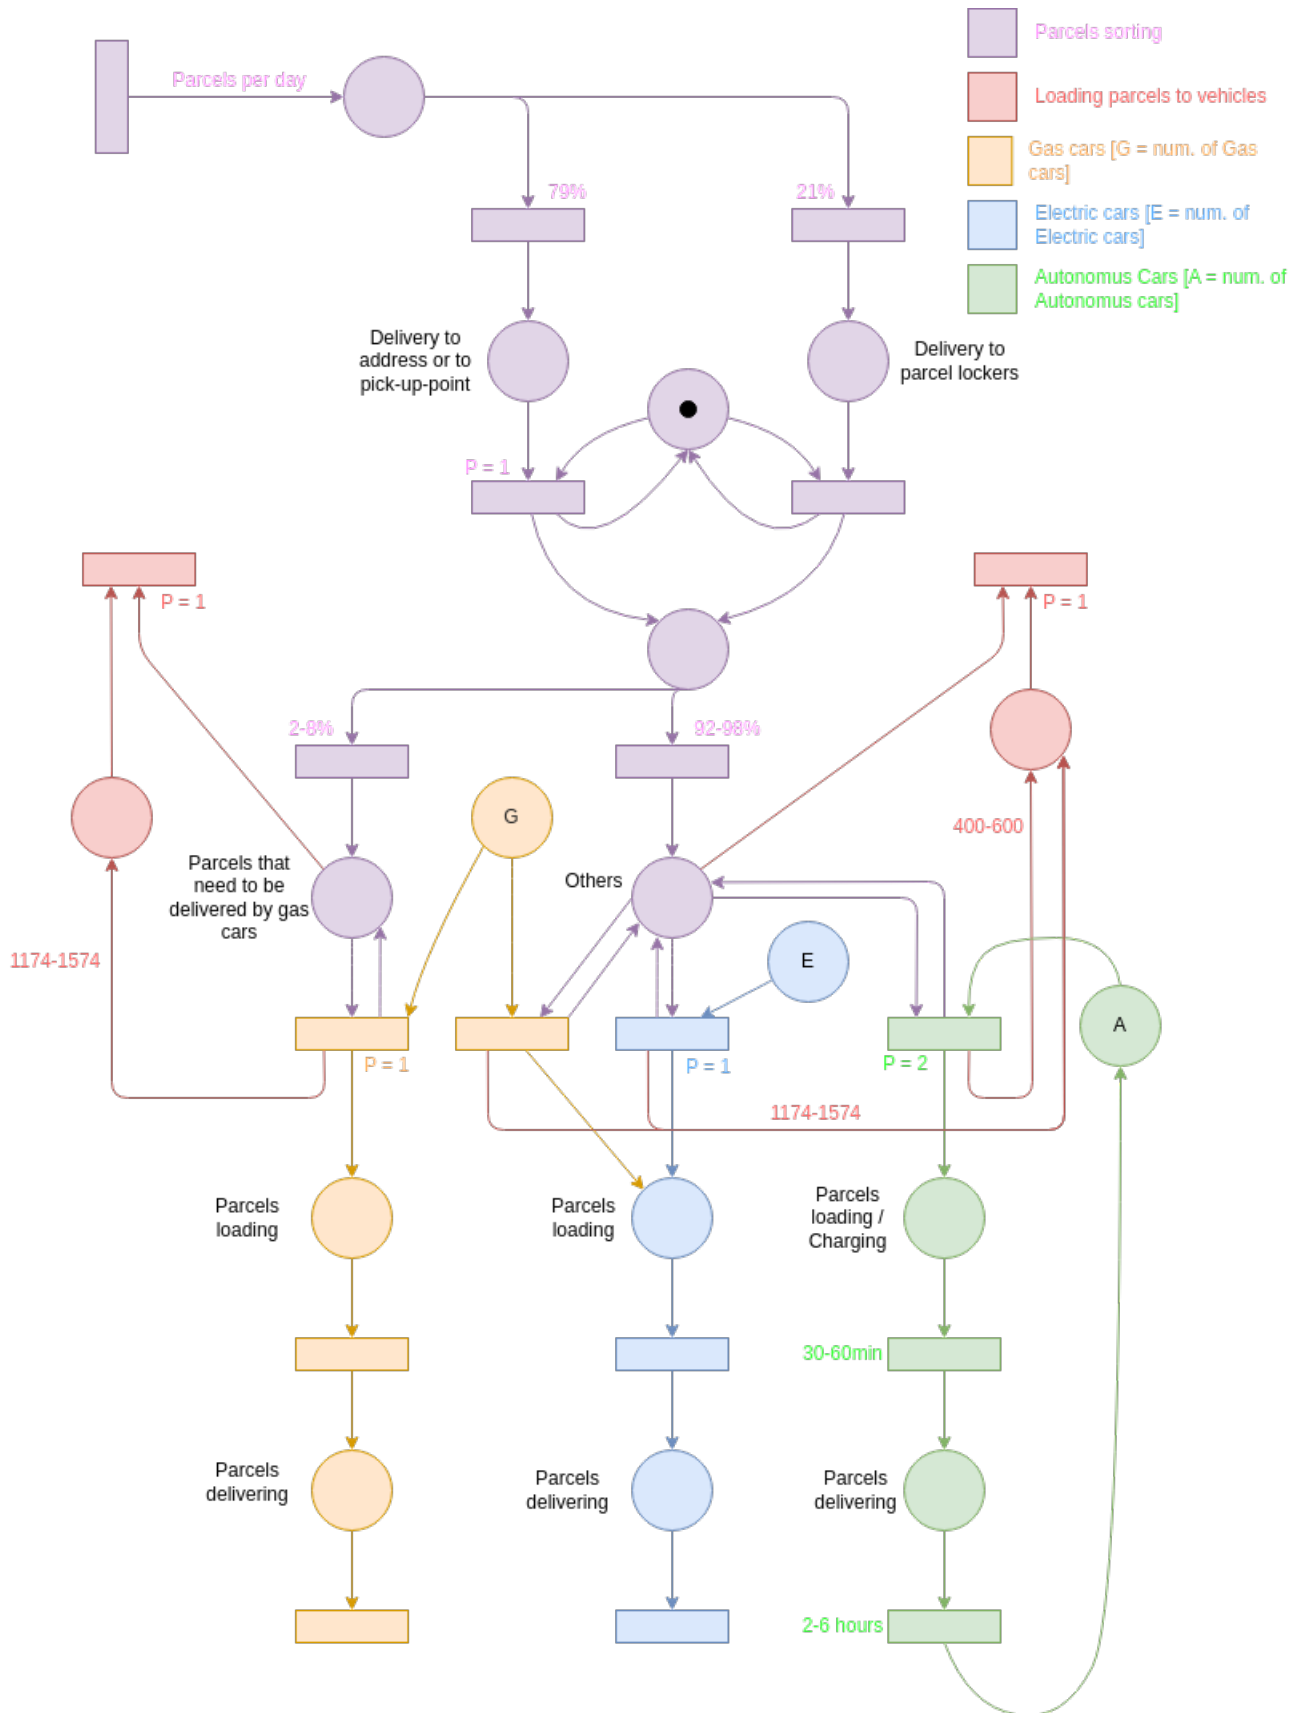 Parcels sorting
Parcels per day
Loading parcels to vehicles
Gas cars [G = num. of Gas
cars]
79%
21%
Electric cars [E = num. of
Electric cars]
Autonomus Cars [A = num. of
Autonomus cars]
Delivery to
address or to
pick-up-point
Delivery to
parcel lockers
P = 1
P = 1
P = 1
2-8%
92-98%
G
400-600
Parcels that
need to be
delivered by gas
cars
Others
1174-1574
E
A
P = 1
P = 1
P = 2
1174-1574
Parcels
loading
Parcels
loading
Parcels
loading /
Charging
30-60min
Parcels
delivering
Parcels
delivering
Parcels
delivering
2-6 hours